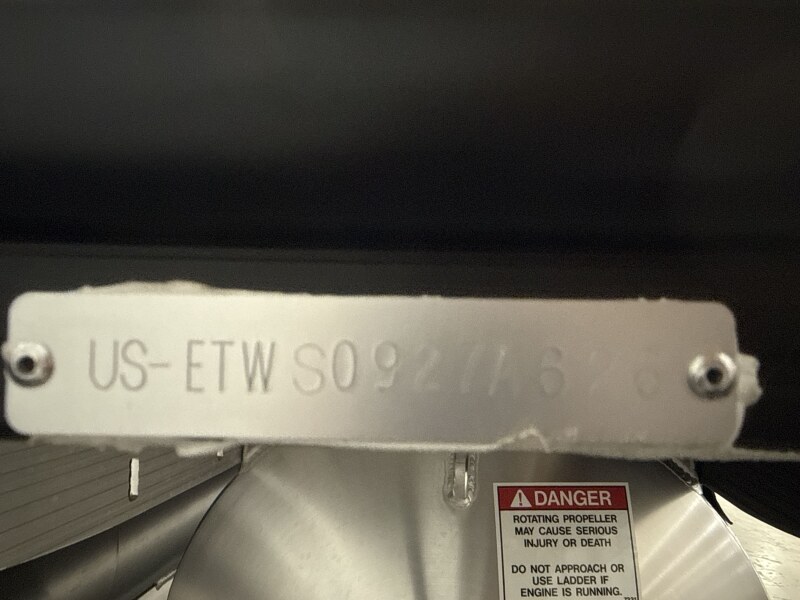 US-ETWS0927A626
DANGER
ROTATING PROPELLER
MAY CAUSE SERIOUS
INJURY OR DEATH
DO NOT APPROACH OR
USE LADDER IF
ENGINE IS RUNNING.